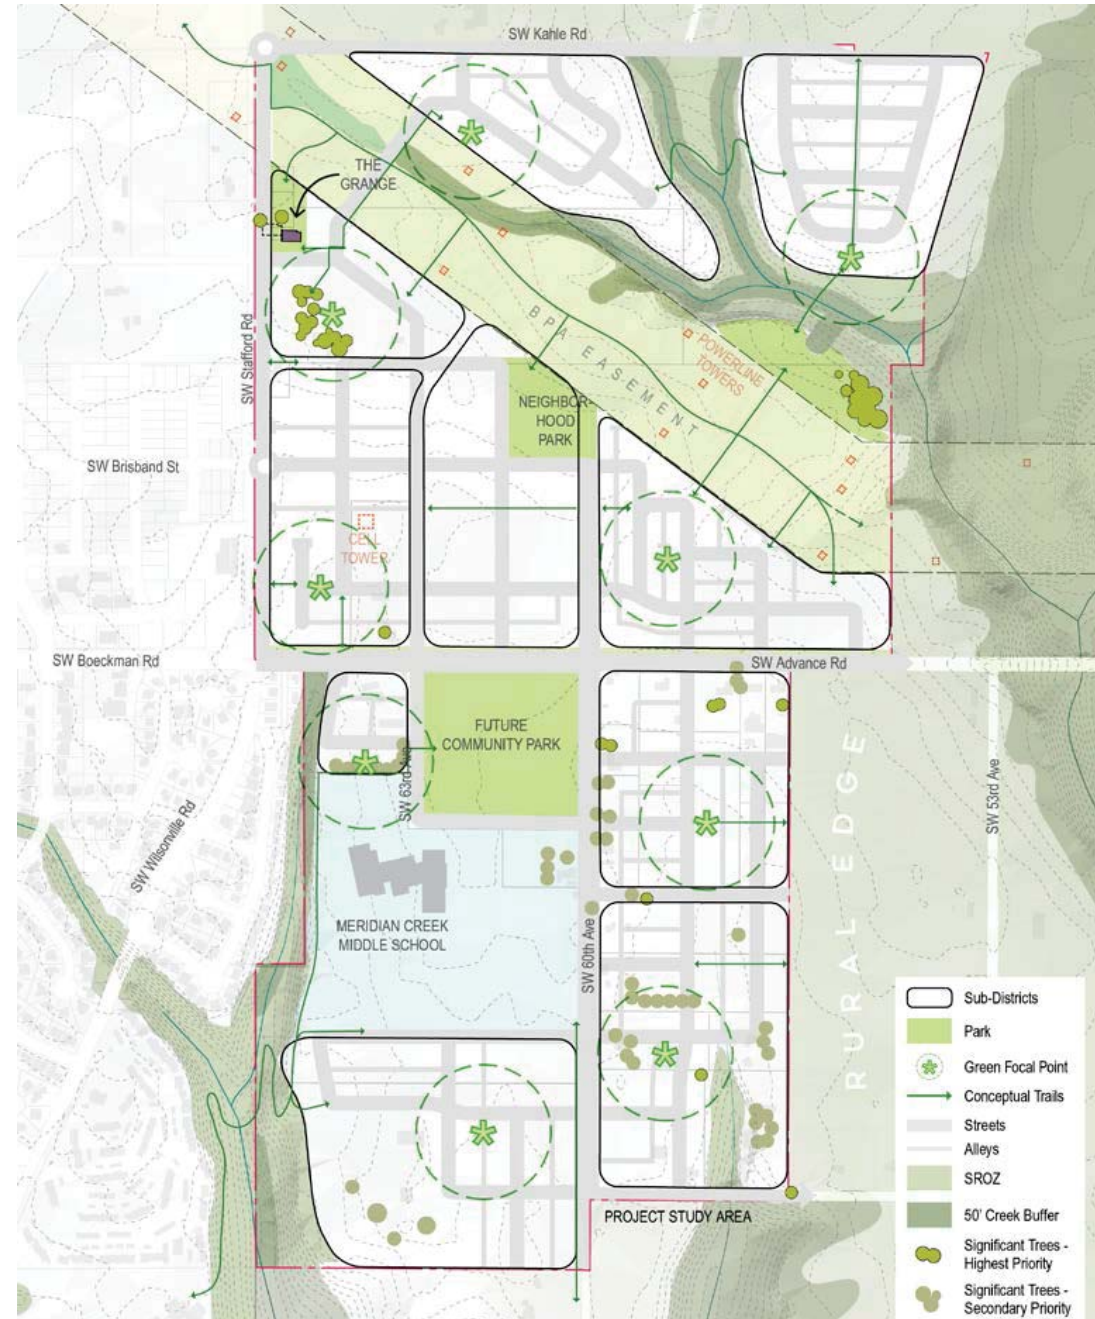 SW Kahle Rd
THE
GRANGE
SW Stafford Rd
BPA EASEMENT
POWERLINE
TOWERS
NEIGHBOR-
HOOD
PARK
SW Brisband St
CELL
TOWER
SW Boeckman Rd
SW Advance Rd
FUTURE
COMMUNITY PARK
SW 63rd Ave
SW Wilsonville Rd
RURAL EDGE
SW 53rd Ave
MERIDIAN CREEK
MIDDLE SCHOOL
SW 60th Ave
PROJECT STUDY AREA
Sub-Districts
Park
Green Focal Point
Conceptual Trails
Streets
Alleys
SROZ
50' Creek Buffer
Significant Trees -
Highest Priority
Significant Trees -
Secondary Priority